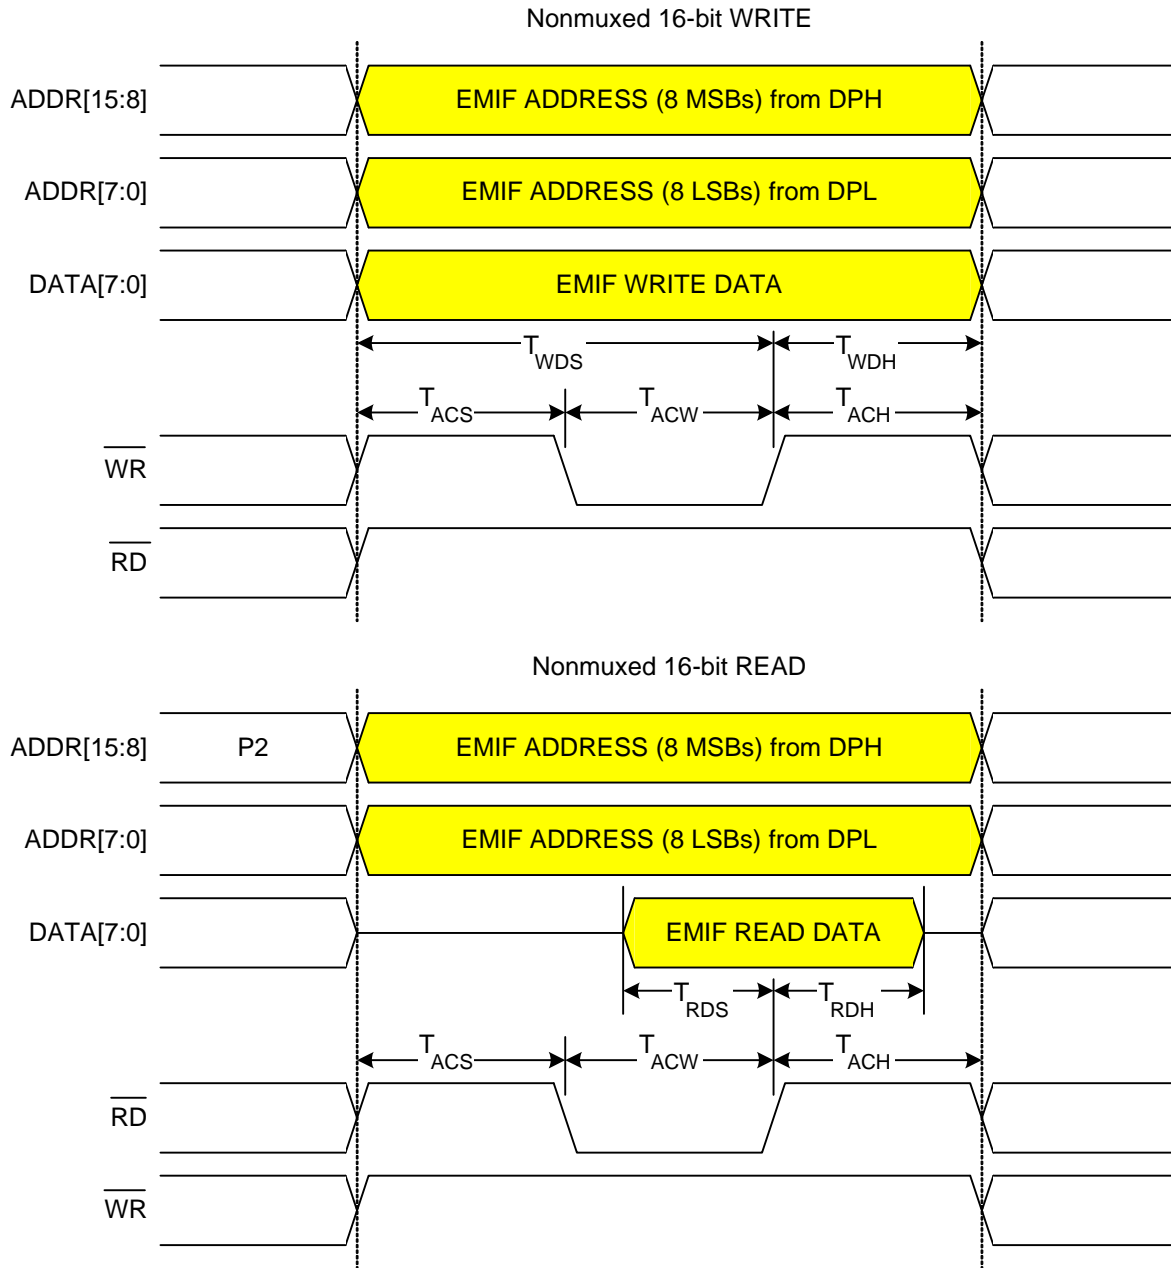 Nonmuxed 16-bit WRITE
ADDR[15:8] EMIF ADDRESS (8 MSBs) from DPH
ADDR[7:0] EMIF ADDRESS (8 LSBs) from DPL
DATA[7:0] EMIF WRITE DATA
TWDS TWDH
TACS TACW TACH
WR
RD
Nonmuxed 16-bit READ
ADDR[15:8] P2 EMIF ADDRESS (8 MSBs) from DPH
ADDR[7:0] EMIF ADDRESS (8 LSBs) from DPL
DATA[7:0] EMIF READ DATA
TRDS TRDH
TACS TACW TACH
RD
WR